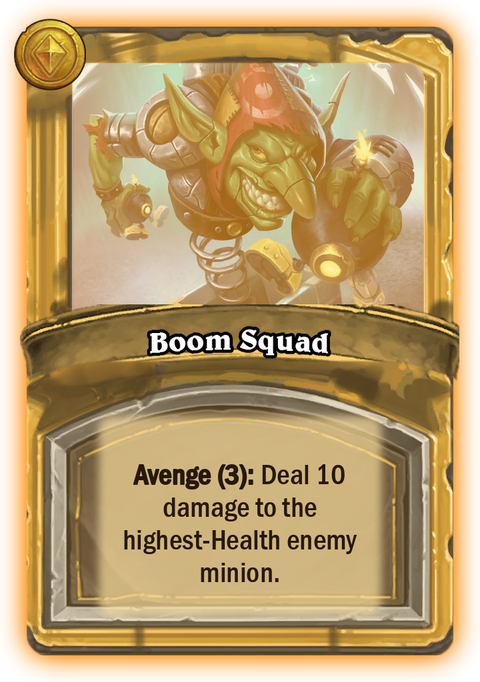 Boom Squad
Avenge (3): Deal 10
damage to the
highest-Health enemy
minion.